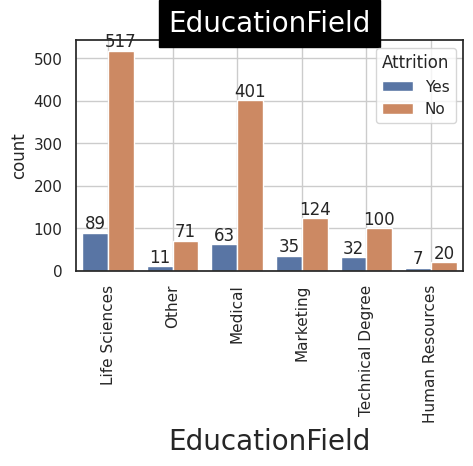 EducationField
517
500
Attrition
Yes
No
401
400
count
300
200
124
100
100
89
71
63
35
32
11
7
20
0
Life Sciences
Other
Medical
Marketing
Technical Degree
Human Resources
EducationField